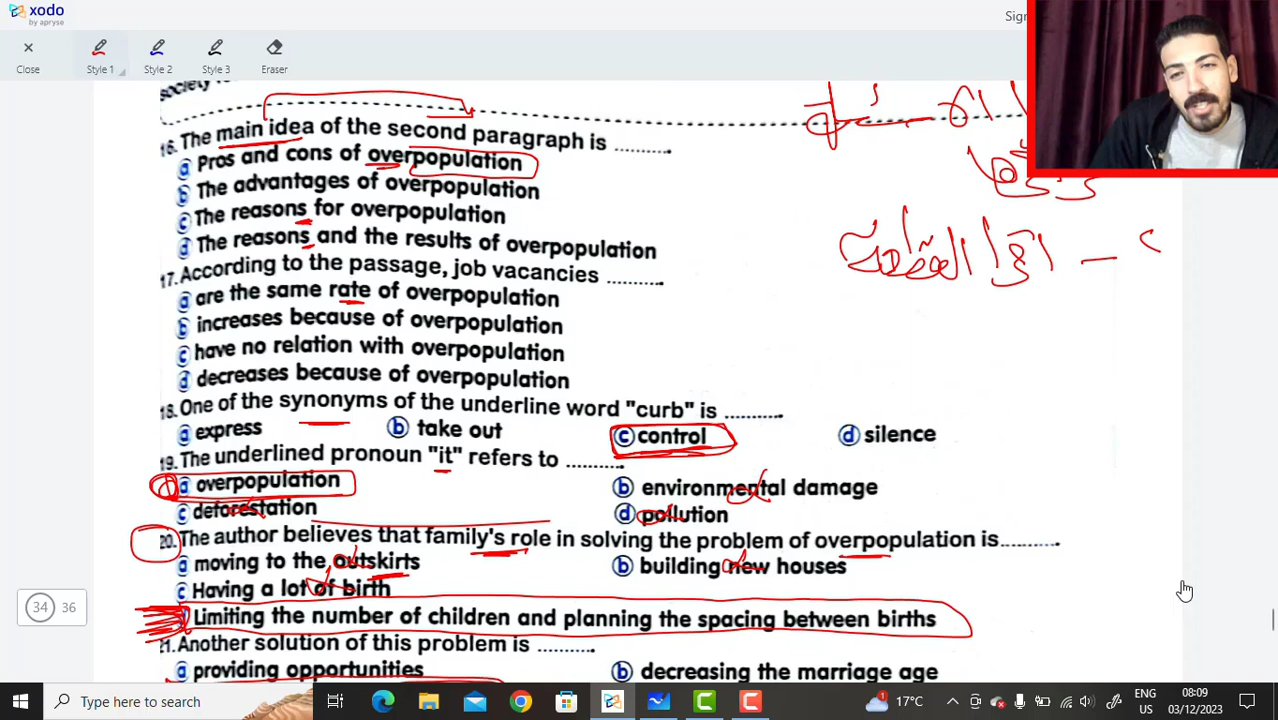 xodo
by apryse
Sign
Close
Style 1
Style 2
Style 3
Eraser
society
16. The main idea of the second paragraph is ..........
a Pros and cons of overpopulation
b The advantages of overpopulation
c The reasons for overpopulation
d The reasons and the results of overpopulation
17. According to the passage, job vacancies ..........
a are the same rate of overpopulation
b increases because of overpopulation
c have no relation with overpopulation
d decreases because of overpopulation
18. One of the synonyms of the underline word "curb" is ..........
a express b take out c control d silence
19. The underlined pronoun "it" refers to ..........
a overpopulation b environmental damage
c deforestation d pollution
20. The author believes that family's role in solving the problem of overpopulation is..........
a moving to the outskirts b building new houses
c Having a lot of birth
Limiting the number of children and planning the spacing between births
21. Another solution of this problem is ..........
a providing opportunities b decreasing the marriage age
34 36
Type here to search
17°C
ENG
US
08:09
03/12/2023